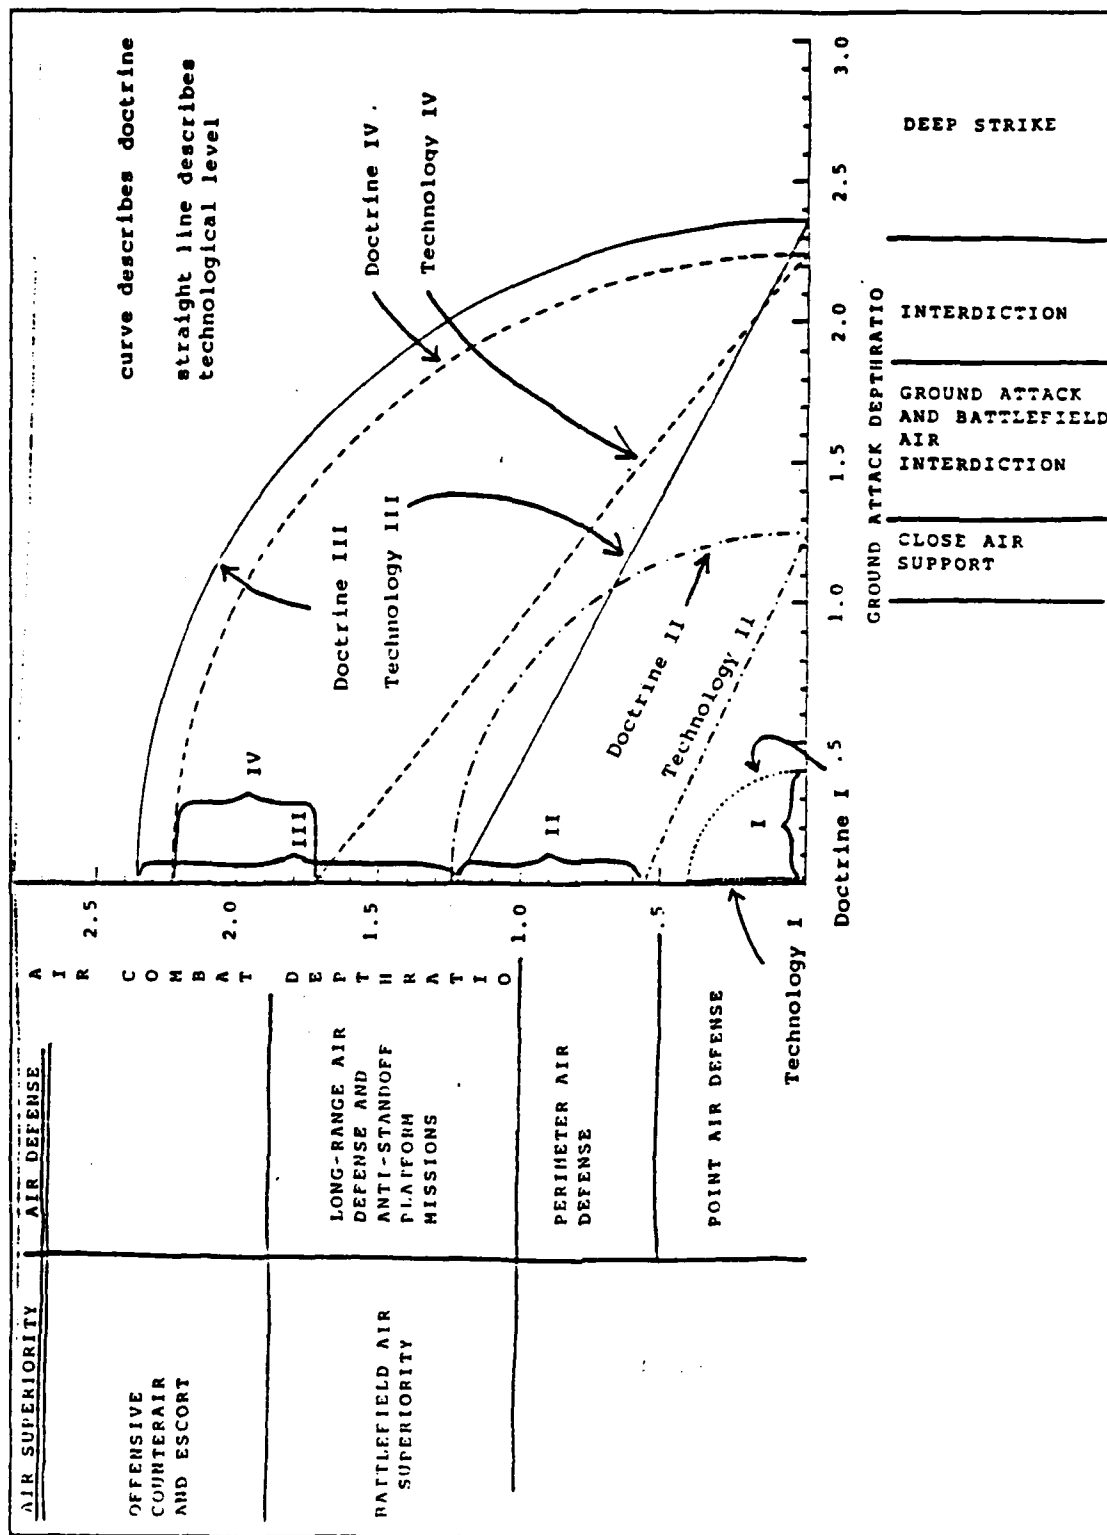 AIR SUPERIORITY
AIR DEFENSE
OFFENSIVE
COUNTERAIR
AND ESCORT
BATTLEFIELD AIR
SUPERIORITY
LONG-RANGE AIR
DEFENSE AND
ANTI-STANDOFF
PLATFORM
MISSIONS
PERIMETER AIR
DEFENSE
POINT AIR DEFENSE
AIR COMBAT DEPTHRATIO
2.5
2.0
1.5
1.0
.5
curve describes doctrine
straight line describes
technological level
Doctrine IV
Technology IV
Doctrine III
Technology III
Doctrine II
Technology II
IV
III
II
I
Technology I
Doctrine I
.5
1.0
1.5
2.0
2.5
3.0
GROUND ATTACK DEPTHRATIO
CLOSE AIR
SUPPORT
GROUND ATTACK
AND BATTLEFIELD
AIR
INTERDICTION
INTERDICTION
DEEP STRIKE